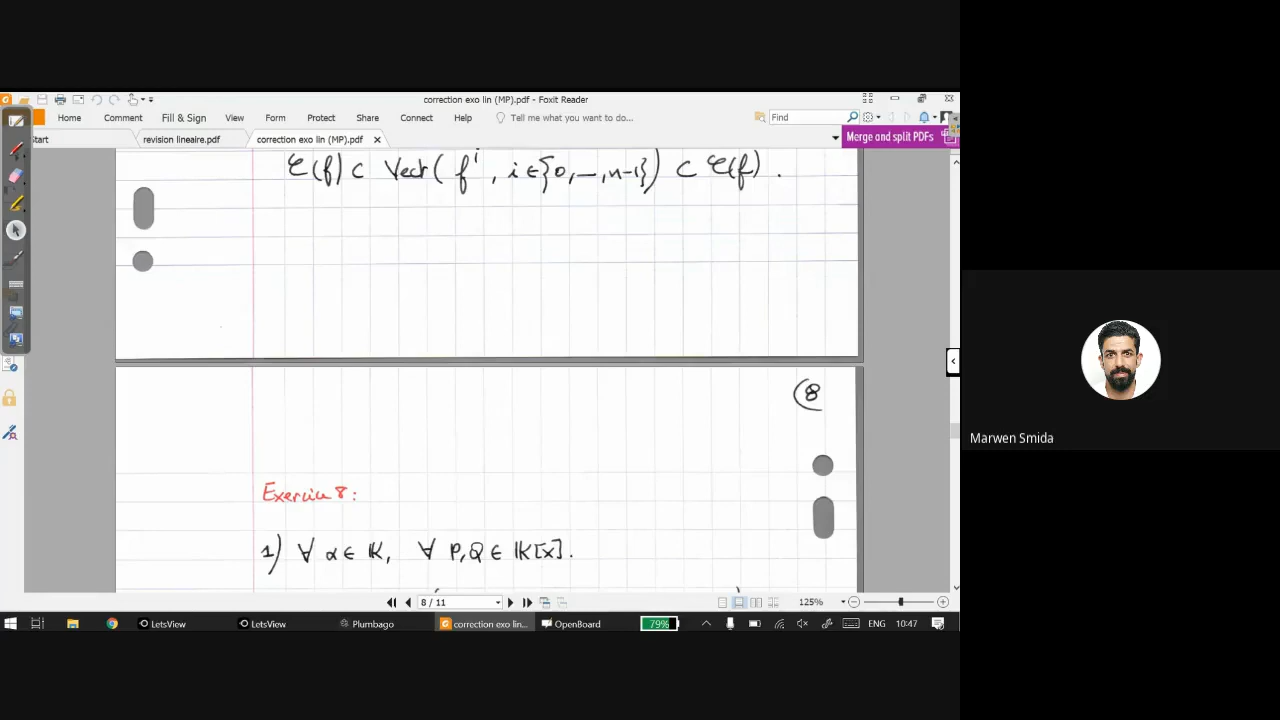 correction exo lin (MP).pdf - Foxit Reader
Home Comment Fill & Sign View Form Protect Share Connect Help Tell me what you want to do... Find
Start revision lineaire.pdf correction exo lin (MP).pdf Merge and split PDFs
𝒞(f) ⊂ Vect( f^i , i ∈ {0, —, n-1}) ⊂ 𝒞(f) .
(8
Exercice 8 :
1) ∀ α ∈ 𝕂, ∀ P, Q ∈ 𝕂[X].
Marwen Smida
8 / 11 125%
LetsView LetsView Plumbago correction exo lin... OpenBoard 79% ENG 10:47